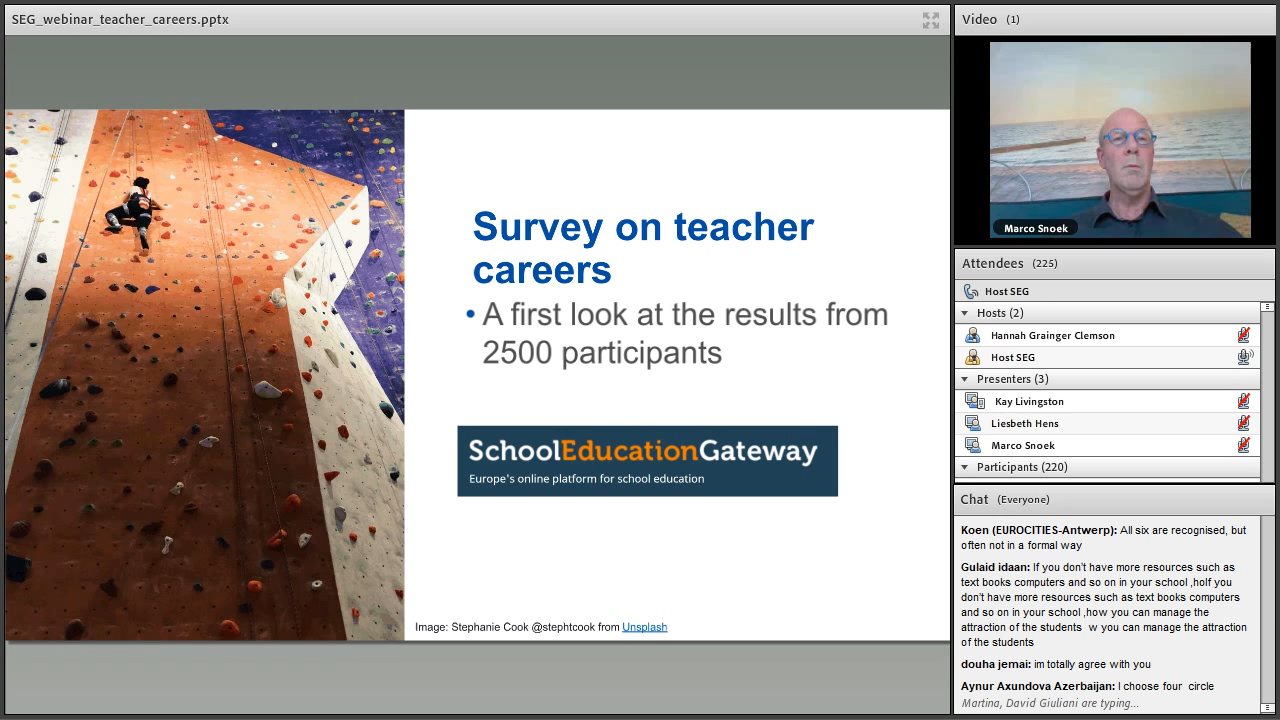 SEG_webinar_teacher_careers.pptx
Survey on teacher
careers
• A first look at the results from
2500 participants
SchoolEducationGateway
Europe's online platform for school education
Image: Stephanie Cook @stephtcook from Unsplash
Video (1)
Marco Snoek
Attendees (225)
Host SEG
Hosts (2)
Hannah Grainger Clemson
Host SEG
Presenters (3)
Kay Livingston
Liesbeth Hens
Marco Snoek
Participants (220)
Chat (Everyone)
Koen (EUROCITIES-Antwerp): All six are recognised, but
often not in a formal way
Gulaid idaan: If you don't have more resources such as
text books computers and so on in your school ,holf you
don't have more resources such as text books computers
and so on in your school ,how you can manage the
attraction of the students w you can manage the attraction
of the students
douha jemai: im totally agree with you
Aynur Axundova Azerbaijan: I choose four circle
Martina, David Giuliani are typing...